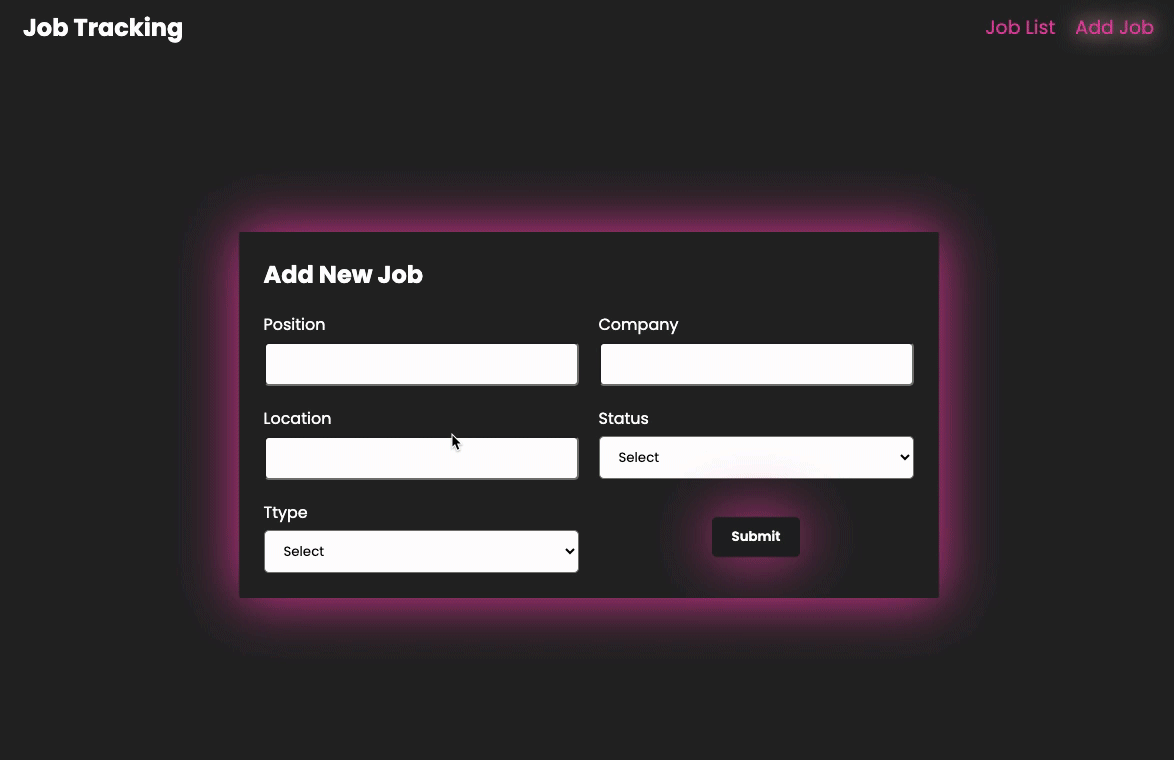 Job Tracking
Job List Add Job
Add New Job
Position Company
Location Status
Select
Ttype
Select
Submit